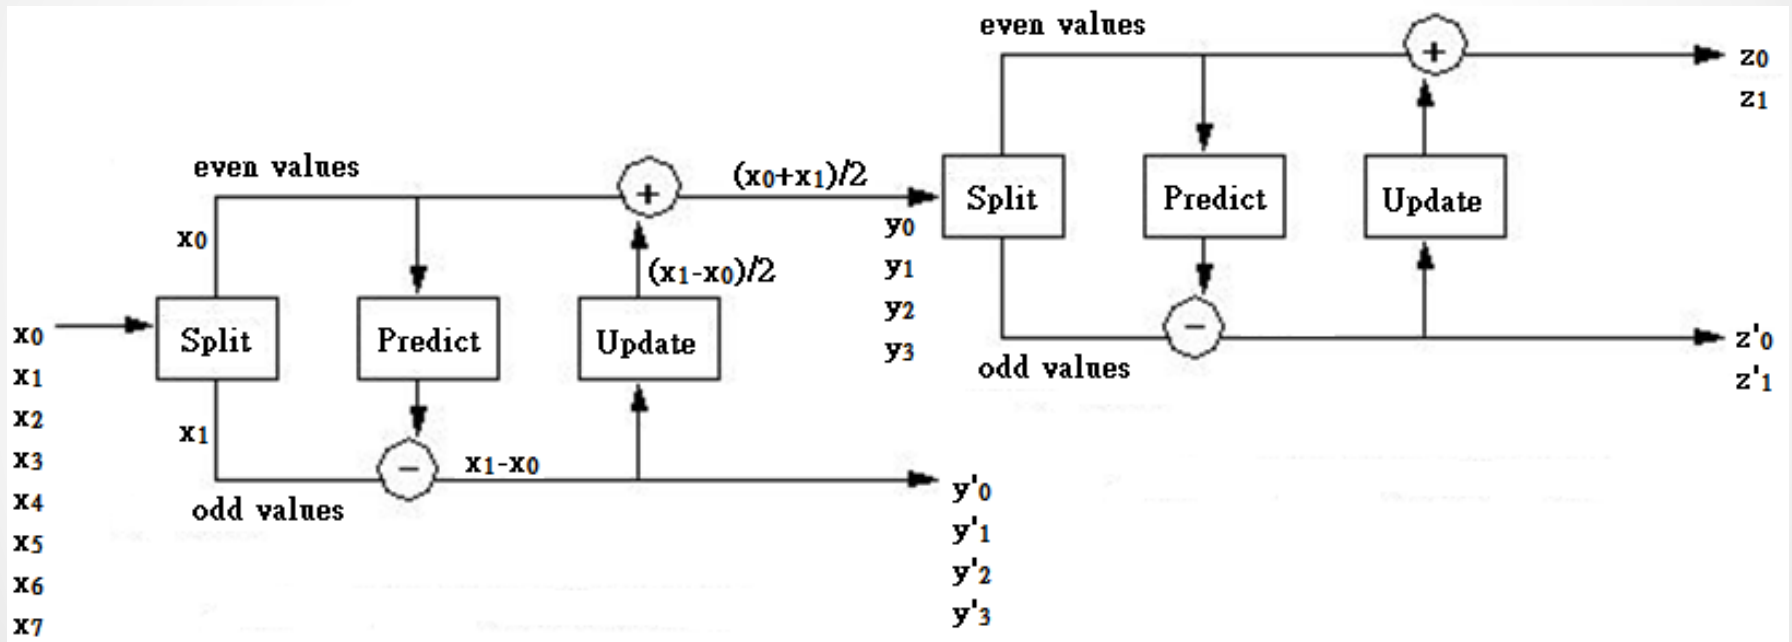 even values
z0
z1
even values
(x0+x1)/2
Split
Predict
Update
x0
y0
y1
(x1-x0)/2
y2
y3
x0
Split
Predict
Update
odd values
z'0
z'1
x1
x2
x1
x3
x1-x0
x4
odd values
y'0
x5
y'1
x6
y'2
x7
y'3
+
+
−
−